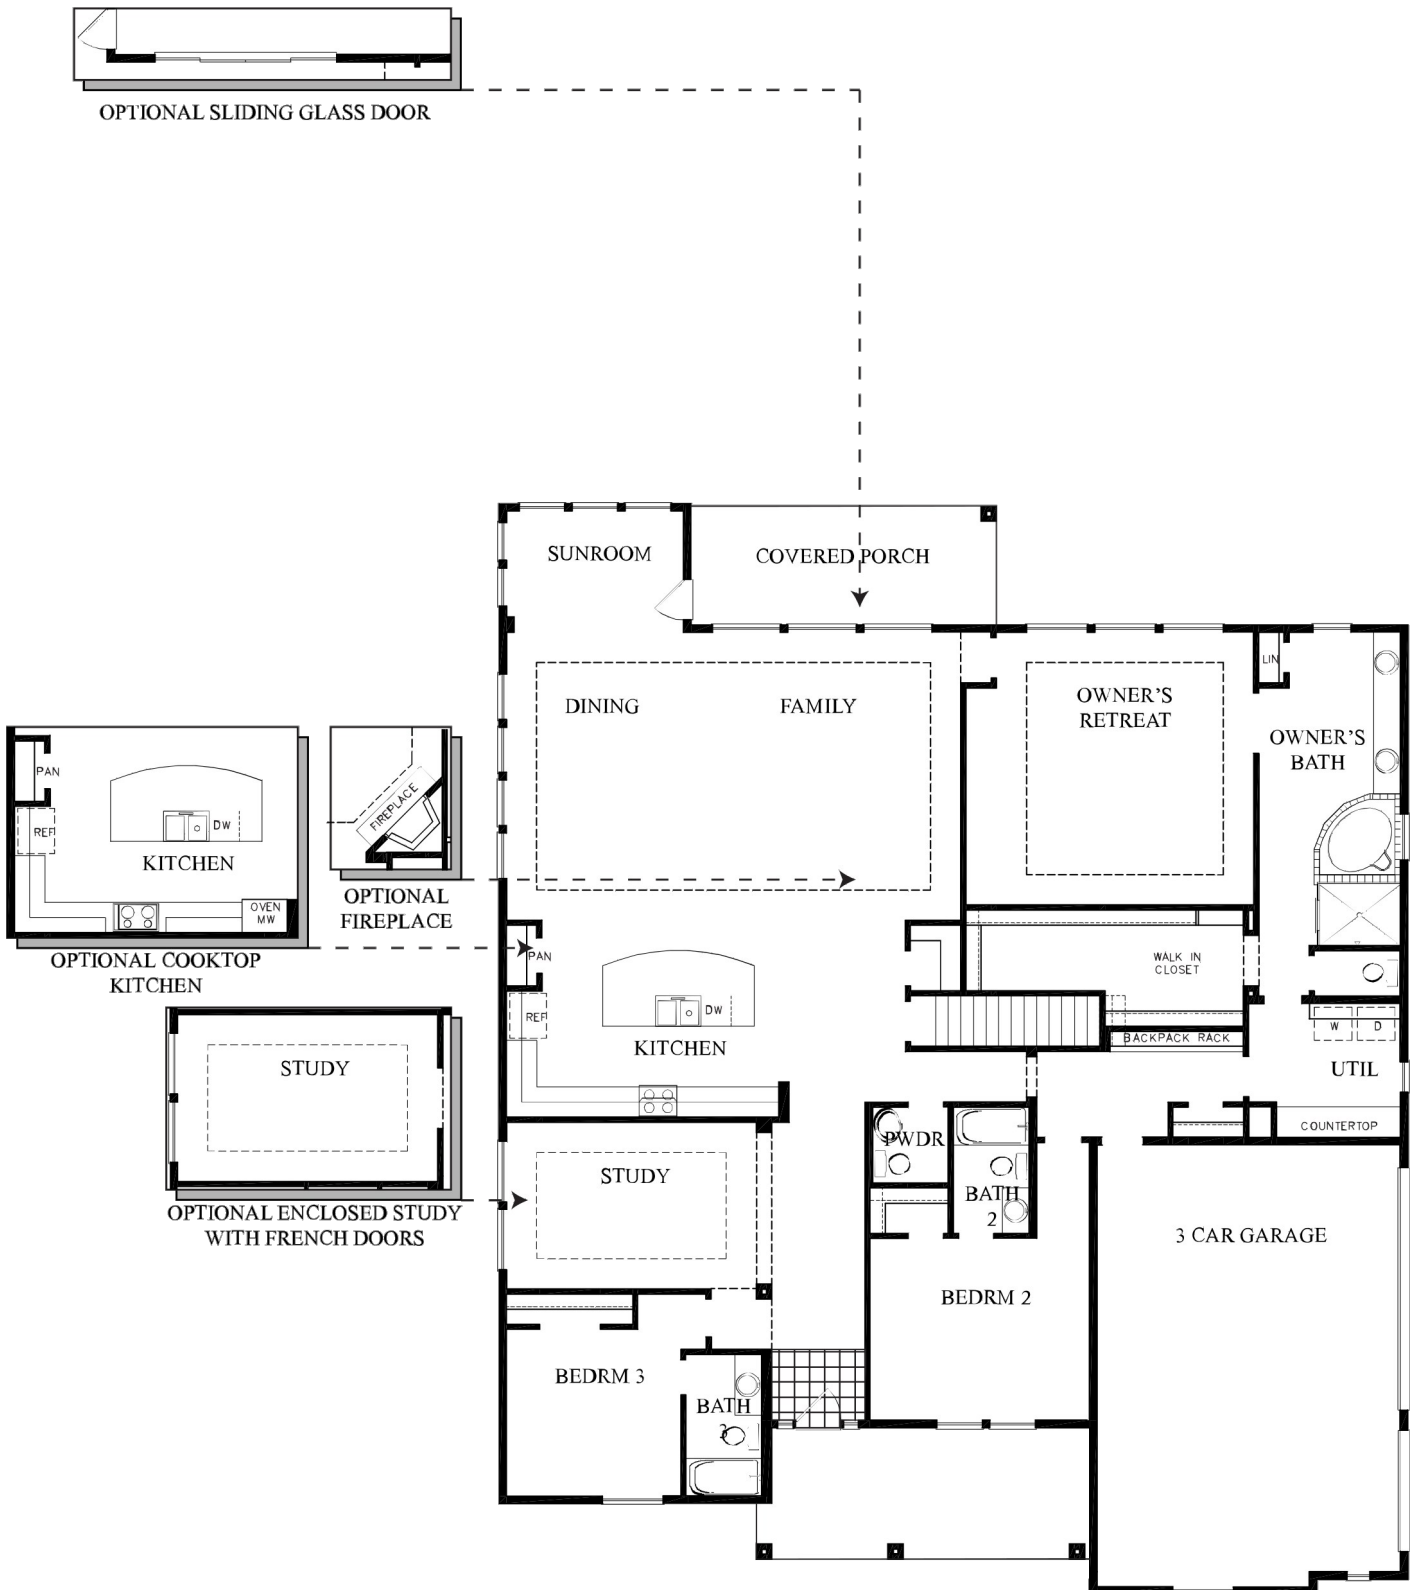 OPTIONAL SLIDING GLASS DOOR
SUNROOM
COVERED PORCH
LIN
DINING
FAMILY
OWNER'S
RETREAT
OWNER'S
BATH
PAN
REF
DW
KITCHEN
OVEN
MW
OPTIONAL COOKTOP
KITCHEN
FIREPLACE
OPTIONAL
FIREPLACE
PAN
REF
DW
KITCHEN
WALK IN
CLOSET
BACKPACK RACK
W
D
UTIL
COUNTERTOP
STUDY
OPTIONAL ENCLOSED STUDY
WITH FRENCH DOORS
STUDY
PWDR
BATH
2
3 CAR GARAGE
BEDRM 2
BEDRM 3
BATH
3